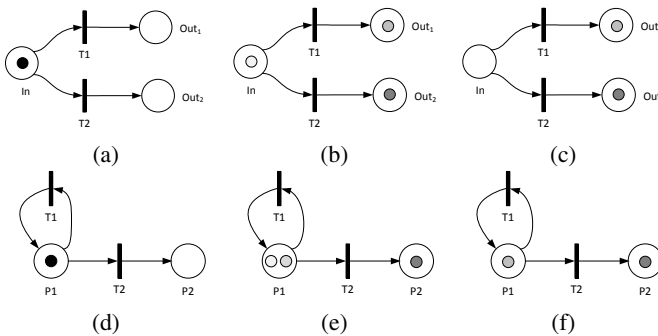 T1
Out₁
In
T2
Out₂
(a)
T1
Out₁
In
T2
Out₂
(b)
T1
Out
In
T2
Out
(c)
T1
P1
T2
P2
(d)
T1
P1
T2
P2
(e)
T1
P1
T2
P2
(f)